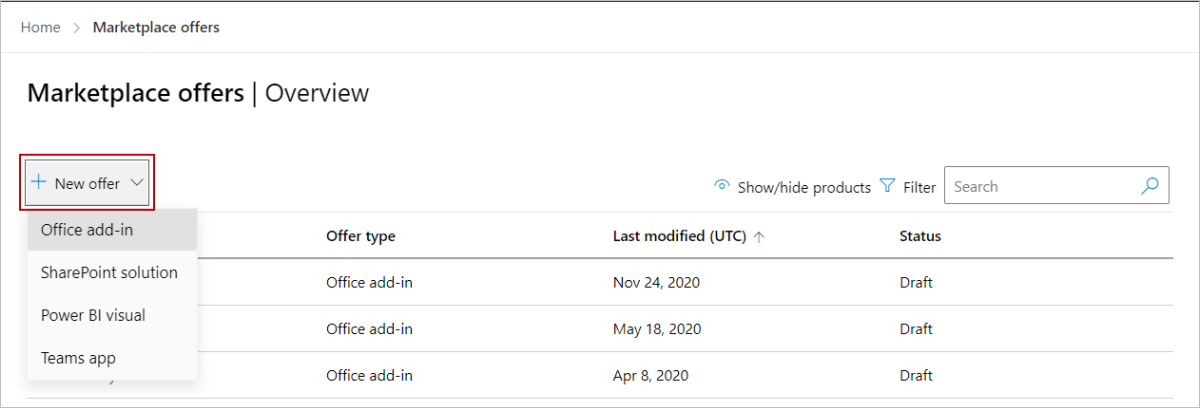 Home > Marketplace offers
Marketplace offers | Overview
+ New offer
Show/hide products Filter Search
Office add-in
SharePoint solution
Power BI visual
Teams app
Offer type Last modified (UTC) ↑ Status
Office add-in Nov 24, 2020 Draft
Office add-in May 18, 2020 Draft
Office add-in Apr 8, 2020 Draft